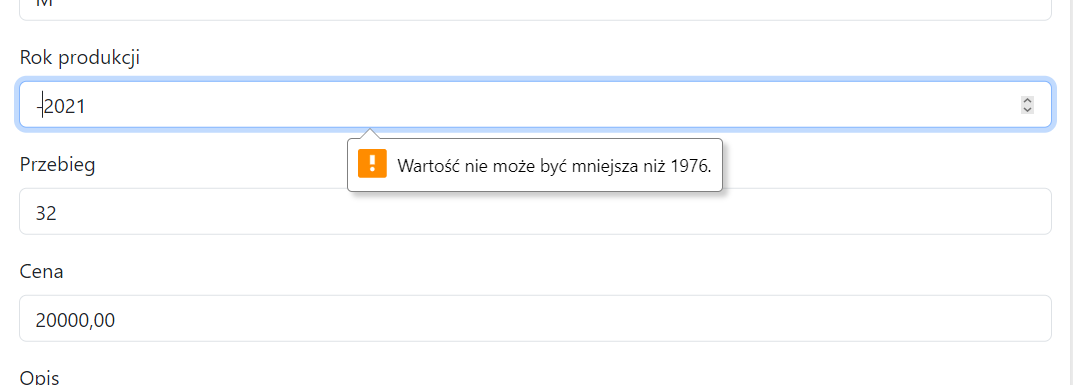 M
Rok produkcji
-2021
Wartość nie może być mniejsza niż 1976.
Przebieg
32
Cena
20000,00
Opis